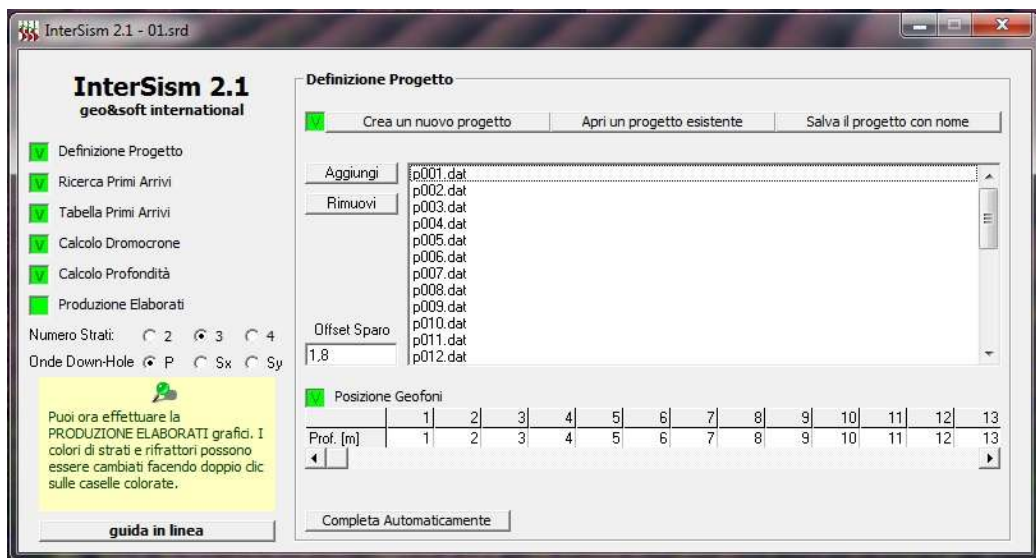 InterSism 2.1 - 01.srd
InterSism 2.1
geo&soft international
V Definizione Progetto
V Ricerca Primi Arrivi
V Tabella Primi Arrivi
V Calcolo Dromocrone
V Calcolo Profondità
Produzione Elaborati
Numero Strati: 2 3 4
Onde Down-Hole P Sx Sy
Puoi ora effettuare la
PRODUZIONE ELABORATI grafici. I
colori di strati e rifrattori possono
essere cambiati facendo doppio clic
sulle caselle colorate.
guida in linea
Definizione Progetto
V Crea un nuovo progetto Apri un progetto esistente Salva il progetto con nome
Aggiungi
Rimuovi
p001.dat
p002.dat
p003.dat
p004.dat
p005.dat
p006.dat
p007.dat
p008.dat
p009.dat
p010.dat
p011.dat
p012.dat
Offset Sparo
1,8
V Posizione Geofoni
1 2 3 4 5 6 7 8 9 10 11 12 13
Prof. [m] 1 2 3 4 5 6 7 8 9 10 11 12 13
Completa Automaticamente